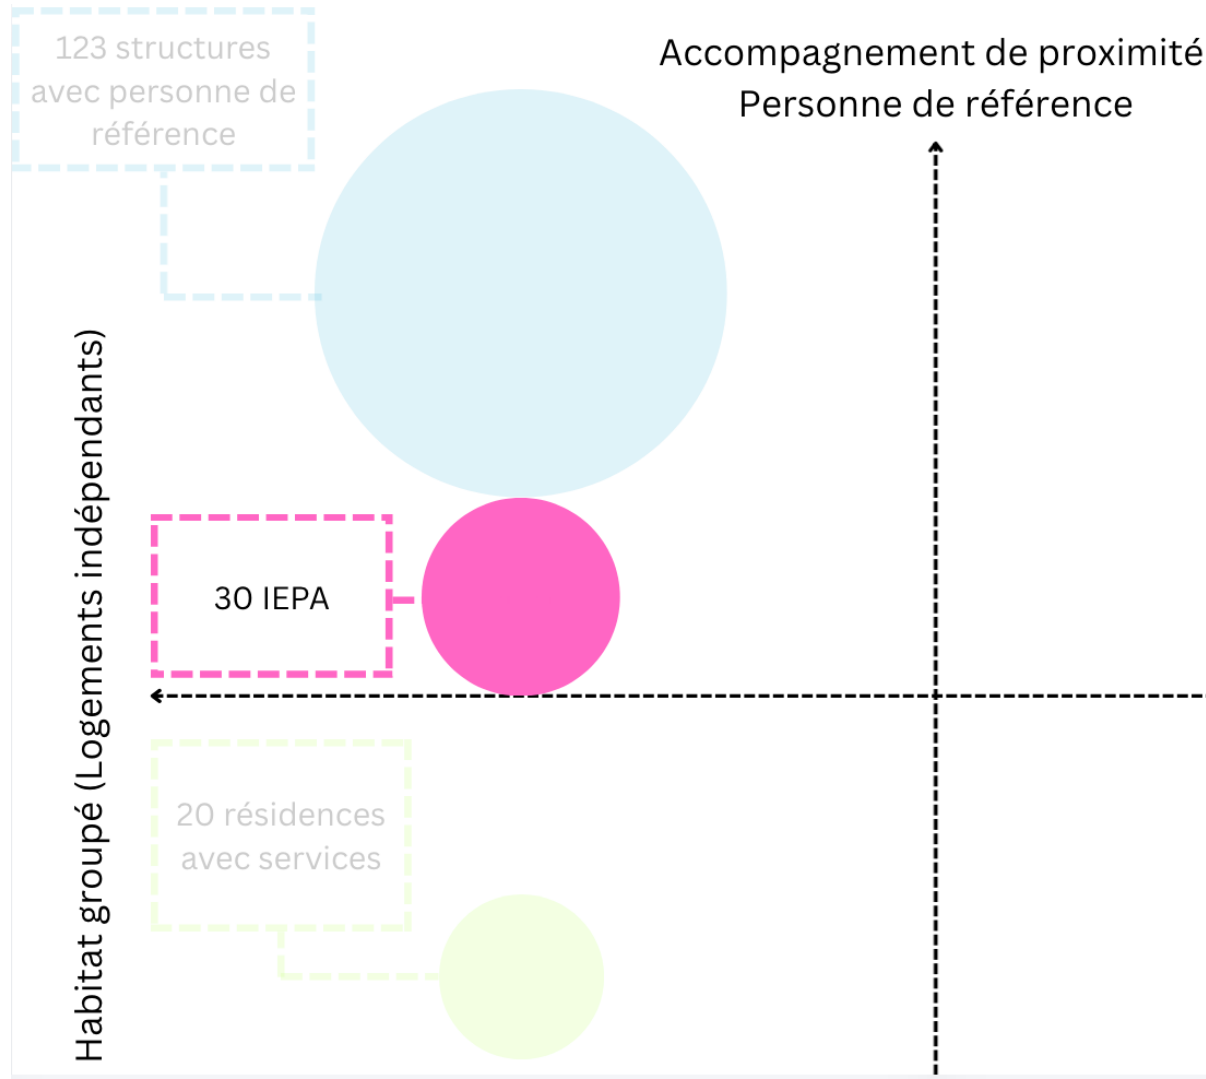 123 structures
avec personne de
référence
Accompagnement de proximité
Personne de référence
Habitat groupé (Logements indépendants)
30 IEPA
20 résidences
avec services